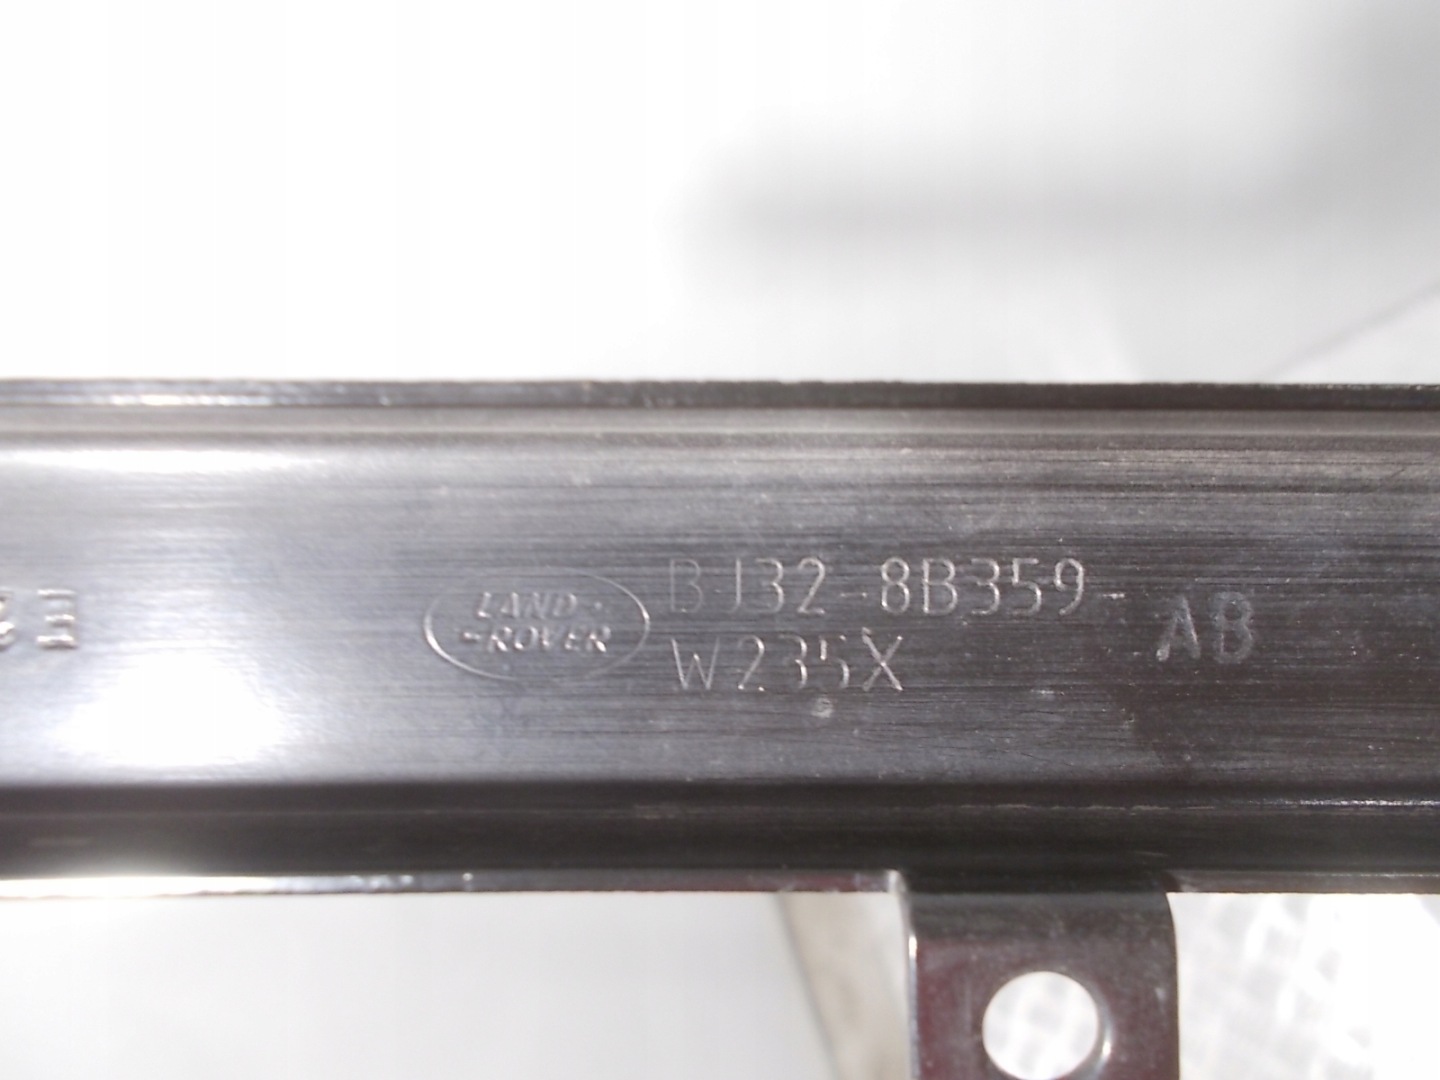 LAND-
-ROVER
BJ32-8B359
W235X
AB